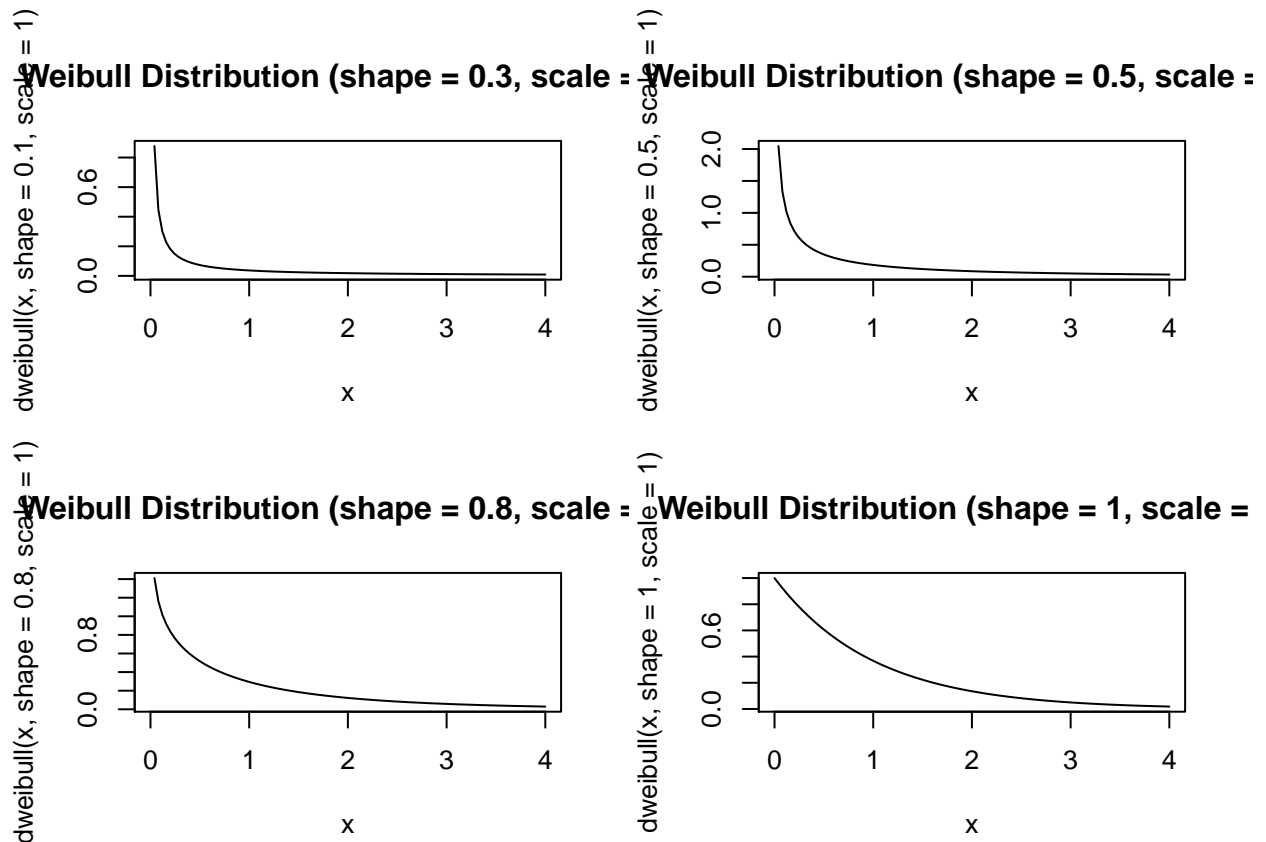 Weibull Distribution (shape = 0.3, scale =
dweibull(x, shape = 0.1, scale = 1)
0.0 0.6
0 1 2 3 4
x
Weibull Distribution (shape = 0.5, scale =
dweibull(x, shape = 0.5, scale = 1)
0.0 1.0 2.0
0 1 2 3 4
x
Weibull Distribution (shape = 0.8, scale =
dweibull(x, shape = 0.8, scale = 1)
0.0 0.8
0 1 2 3 4
x
Weibull Distribution (shape = 1, scale =
dweibull(x, shape = 1, scale = 1)
0.0 0.6
0 1 2 3 4
x